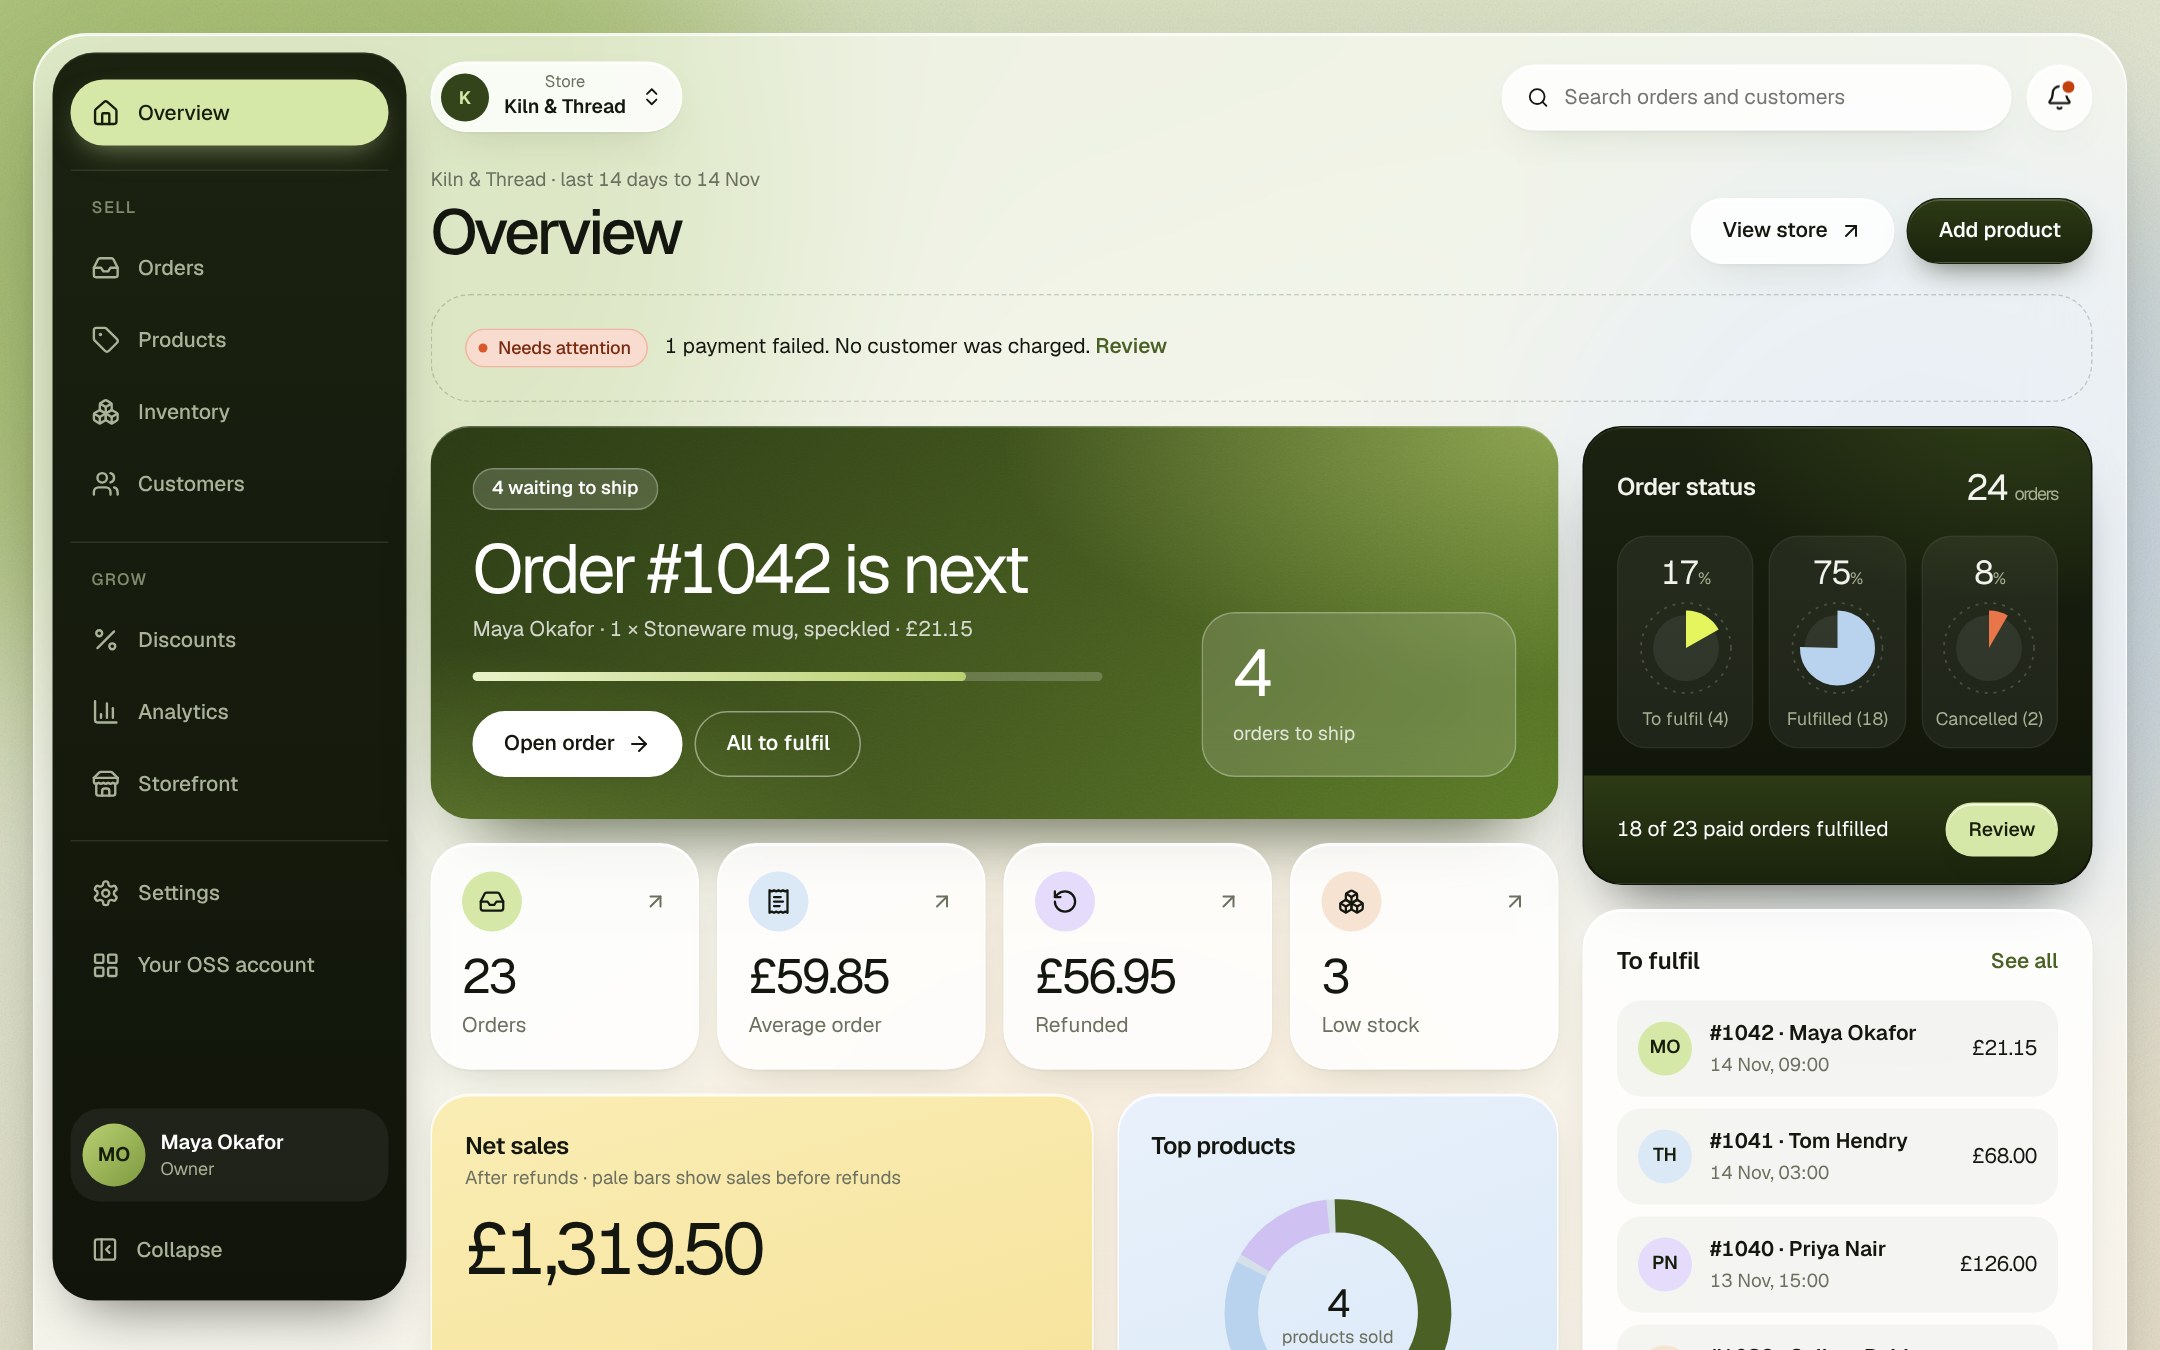 Overview
SELL
Orders
Products
Inventory
Customers
GROW
Discounts
Analytics
Storefront
Settings
Your OSS account
MO
Maya Okafor
Owner
Collapse
K
Store
Kiln & Thread
Search orders and customers
Kiln & Thread · last 14 days to 14 Nov
Overview
View store
Add product
Needs attention
1 payment failed. No customer was charged. Review
4 waiting to ship
Order #1042 is next
Maya Okafor · 1 × Stoneware mug, speckled · £21.15
Open order
All to fulfil
4
orders to ship
Order status
24 orders
17%
To fulfil (4)
75%
Fulfilled (18)
8%
Cancelled (2)
18 of 23 paid orders fulfilled
Review
23
Orders
£59.85
Average order
£56.95
Refunded
3
Low stock
To fulfil
See all
MO
#1042 · Maya Okafor
14 Nov, 09:00
£21.15
TH
#1041 · Tom Hendry
14 Nov, 03:00
£68.00
PN
#1040 · Priya Nair
13 Nov, 15:00
£126.00
Net sales
After refunds · pale bars show sales before refunds
£1,319.50
Top products
4
products sold